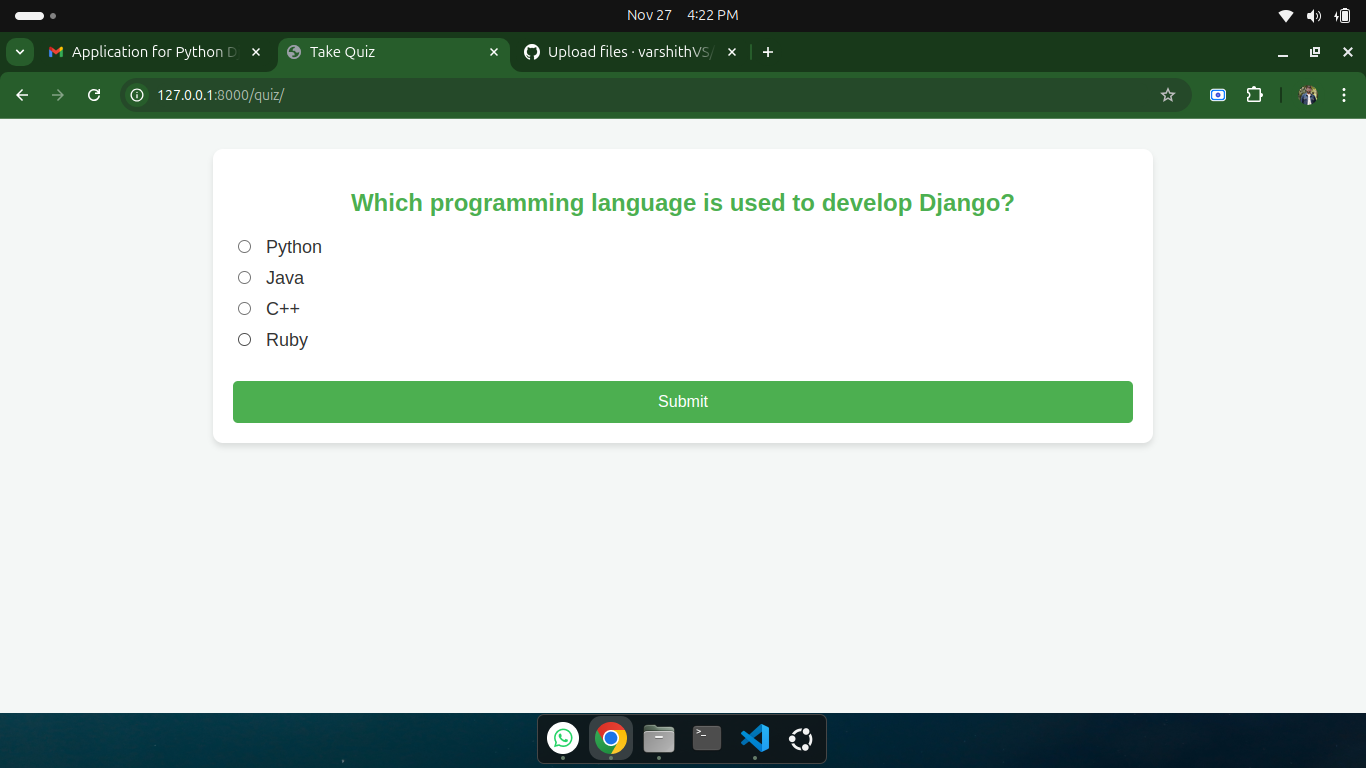 Nov 27 4:22 PM
Application for Python D
Take Quiz
Upload files · varshithVS/
127.0.0.1:8000/quiz/
Which programming language is used to develop Django?
Python
Java
C++
Ruby
Submit